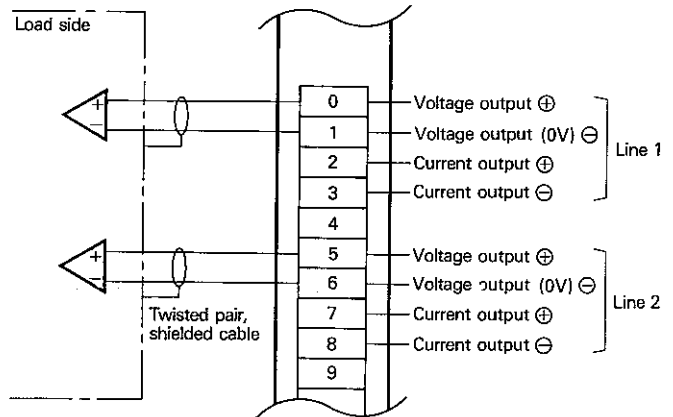 Load side
+
−
0
Voltage output ⊕
1
Voltage output (0V) ⊖
2
Current output ⊕
3
Current output ⊖
Line 1
4
+
−
5
Voltage output ⊕
6
Voltage output (0V) ⊖
7
Current output ⊕
8
Current output ⊖
Line 2
9
Twisted pair,
shielded cable